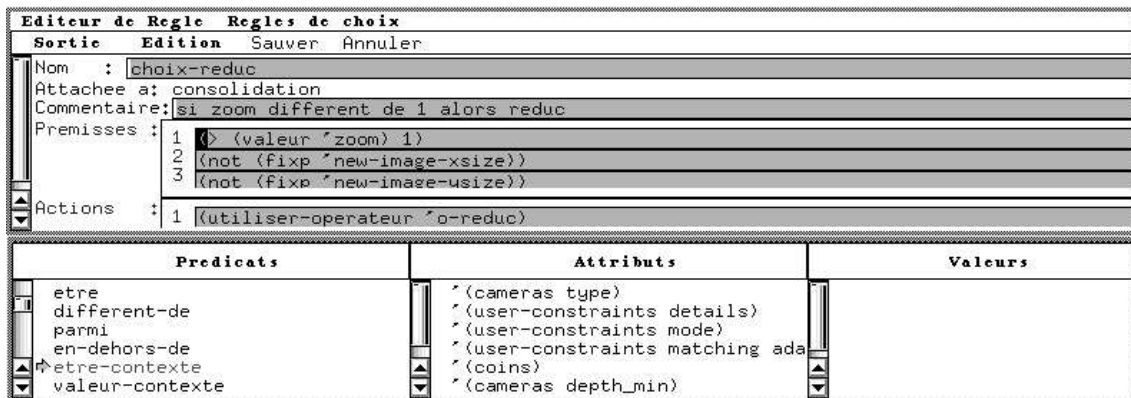 Editeur de Regle Regles de choix
Sortie Edition Sauver Annuler
Nom : choix-reduc
Attachee a: consolidation
Commentaire: si zoom different de 1 alors reduc
Premisses :
1 (> (valeur 'zoom) 1)
2 (not (fixp 'new-image-xsize))
3 (not (fixp 'new-image-ysize))
Actions :
1 (utiliser-operateur 'o-reduc)
Predicats Attributs Valeurs
etre '(cameras type)
different-de '(user-constraints details)
parmi '(user-constraints mode)
en-dehors-de '(user-constraints matching ada
etre-contexte '(coins)
valeur-contexte '(cameras depth_min)